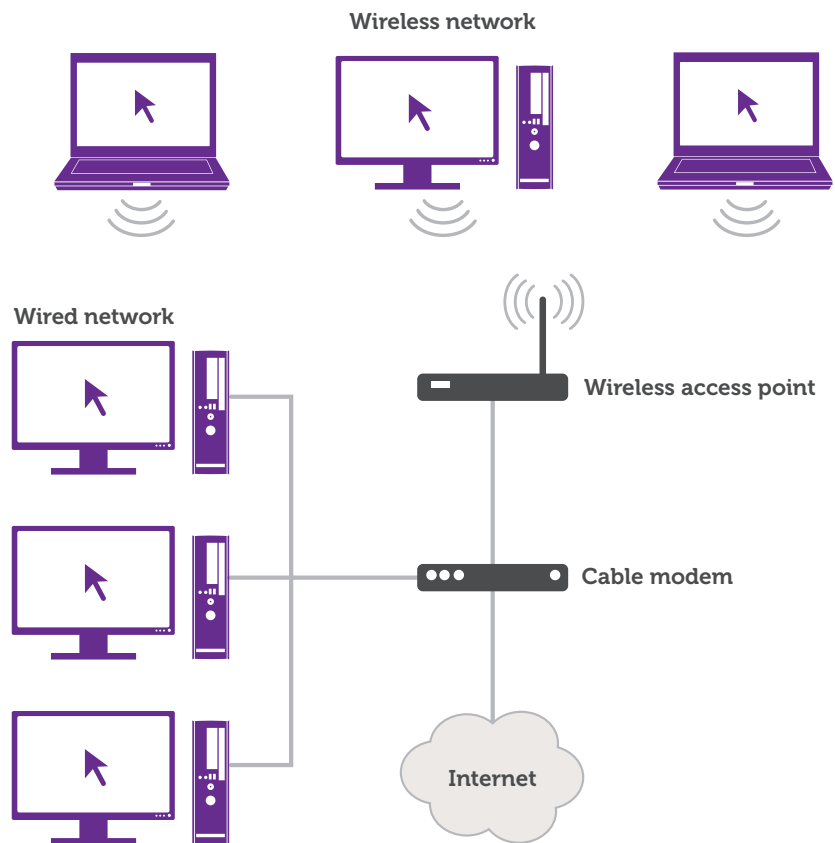 Wireless network
Wired network
Wireless access point
Cable modem
Internet